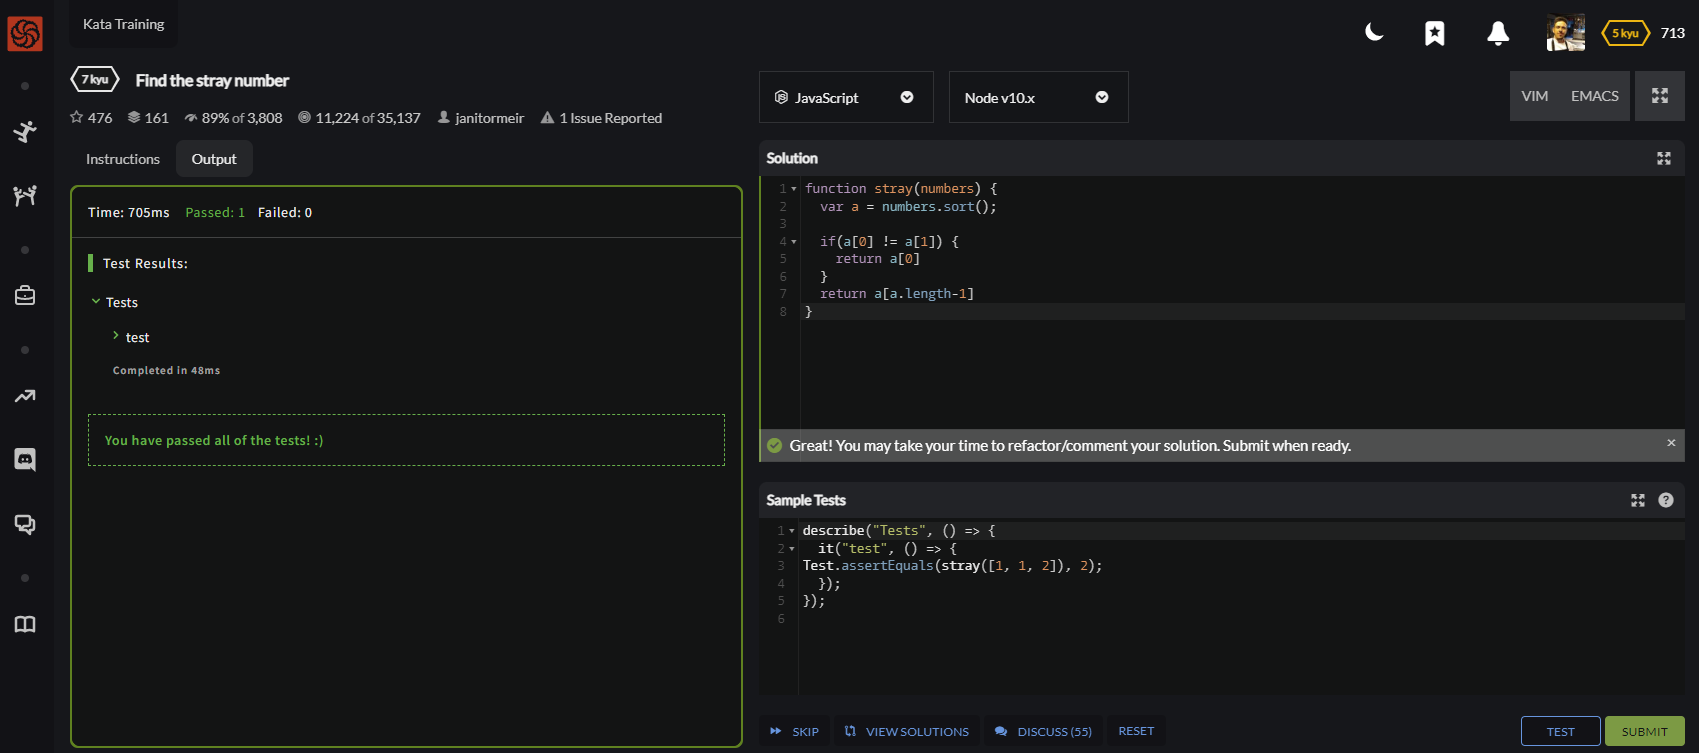 Kata Training
5 kyu 713
7 kyu Find the stray number
476 161 89% of 3,808 11,224 of 35,137 janitormeir 1 Issue Reported
Instructions Output
Time: 705ms Passed: 1 Failed: 0
Test Results:
Tests
test
Completed in 48ms
You have passed all of the tests! :)
JavaScript Node v10.x VIM EMACS
Solution
1 function stray(numbers) {
2   var a = numbers.sort();
3
4   if(a[0] != a[1]) {
5     return a[0]
6   }
7   return a[a.length-1]
8 }
Great! You may take your time to refactor/comment your solution. Submit when ready. ×
Sample Tests ?
1 describe("Tests", () => {
2   it("test", () => {
3 Test.assertEquals(stray([1, 1, 2]), 2);
4   });
5 });
6
SKIP VIEW SOLUTIONS DISCUSS (55) RESET TEST SUBMIT